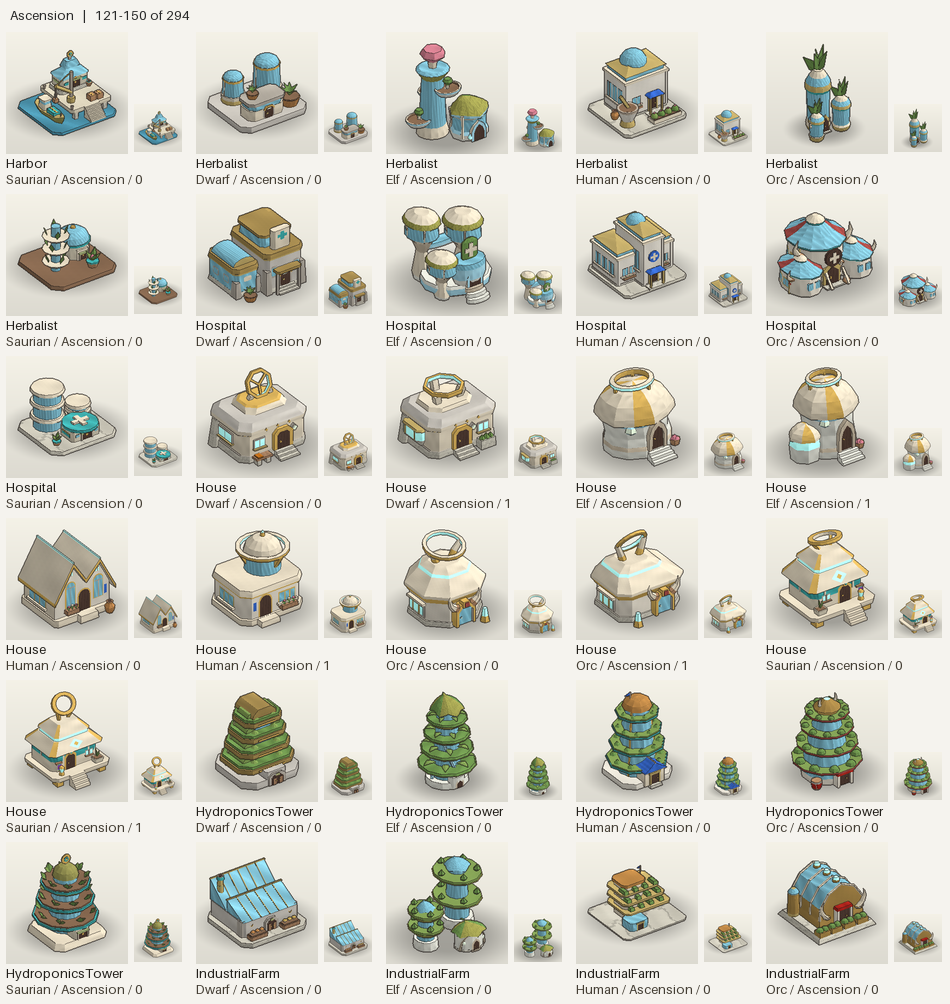 Ascension | 121-150 of 294
Harbor
Saurian / Ascension / 0
Herbalist
Dwarf / Ascension / 0
Herbalist
Elf / Ascension / 0
Herbalist
Human / Ascension / 0
Herbalist
Orc / Ascension / 0
Herbalist
Saurian / Ascension / 0
Hospital
Dwarf / Ascension / 0
Hospital
Elf / Ascension / 0
Hospital
Human / Ascension / 0
Hospital
Orc / Ascension / 0
Hospital
Saurian / Ascension / 0
House
Dwarf / Ascension / 0
House
Dwarf / Ascension / 1
House
Elf / Ascension / 0
House
Elf / Ascension / 1
House
Human / Ascension / 0
House
Human / Ascension / 1
House
Orc / Ascension / 0
House
Orc / Ascension / 1
House
Saurian / Ascension / 0
House
Saurian / Ascension / 1
HydroponicsTower
Dwarf / Ascension / 0
HydroponicsTower
Elf / Ascension / 0
HydroponicsTower
Human / Ascension / 0
HydroponicsTower
Orc / Ascension / 0
HydroponicsTower
Saurian / Ascension / 0
IndustrialFarm
Dwarf / Ascension / 0
IndustrialFarm
Elf / Ascension / 0
IndustrialFarm
Human / Ascension / 0
IndustrialFarm
Orc / Ascension / 0